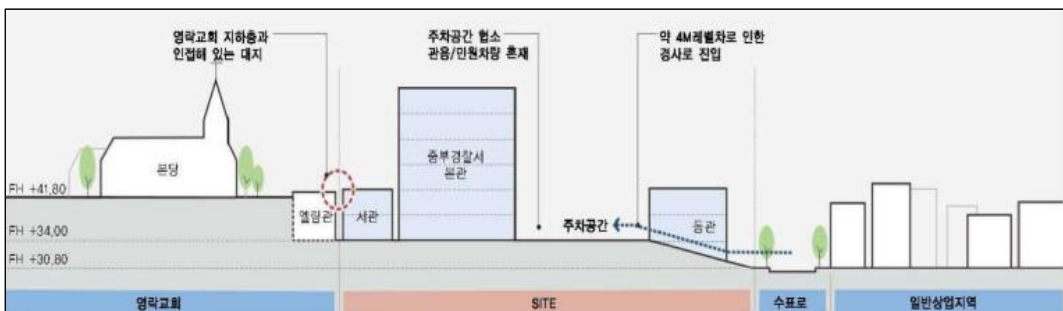 영락교회 지하층과
인접해 있는 대지
주차공간 협소
관용/민원차량 혼재
약 4M레벨차로 인한
경사로 진입
본당
중부경찰서
본관
FH +41.80
엘림관
서관
주차공간
동관
FH +34.00
FH +30.80
영락교회
SITE
수표로
일반상업지역